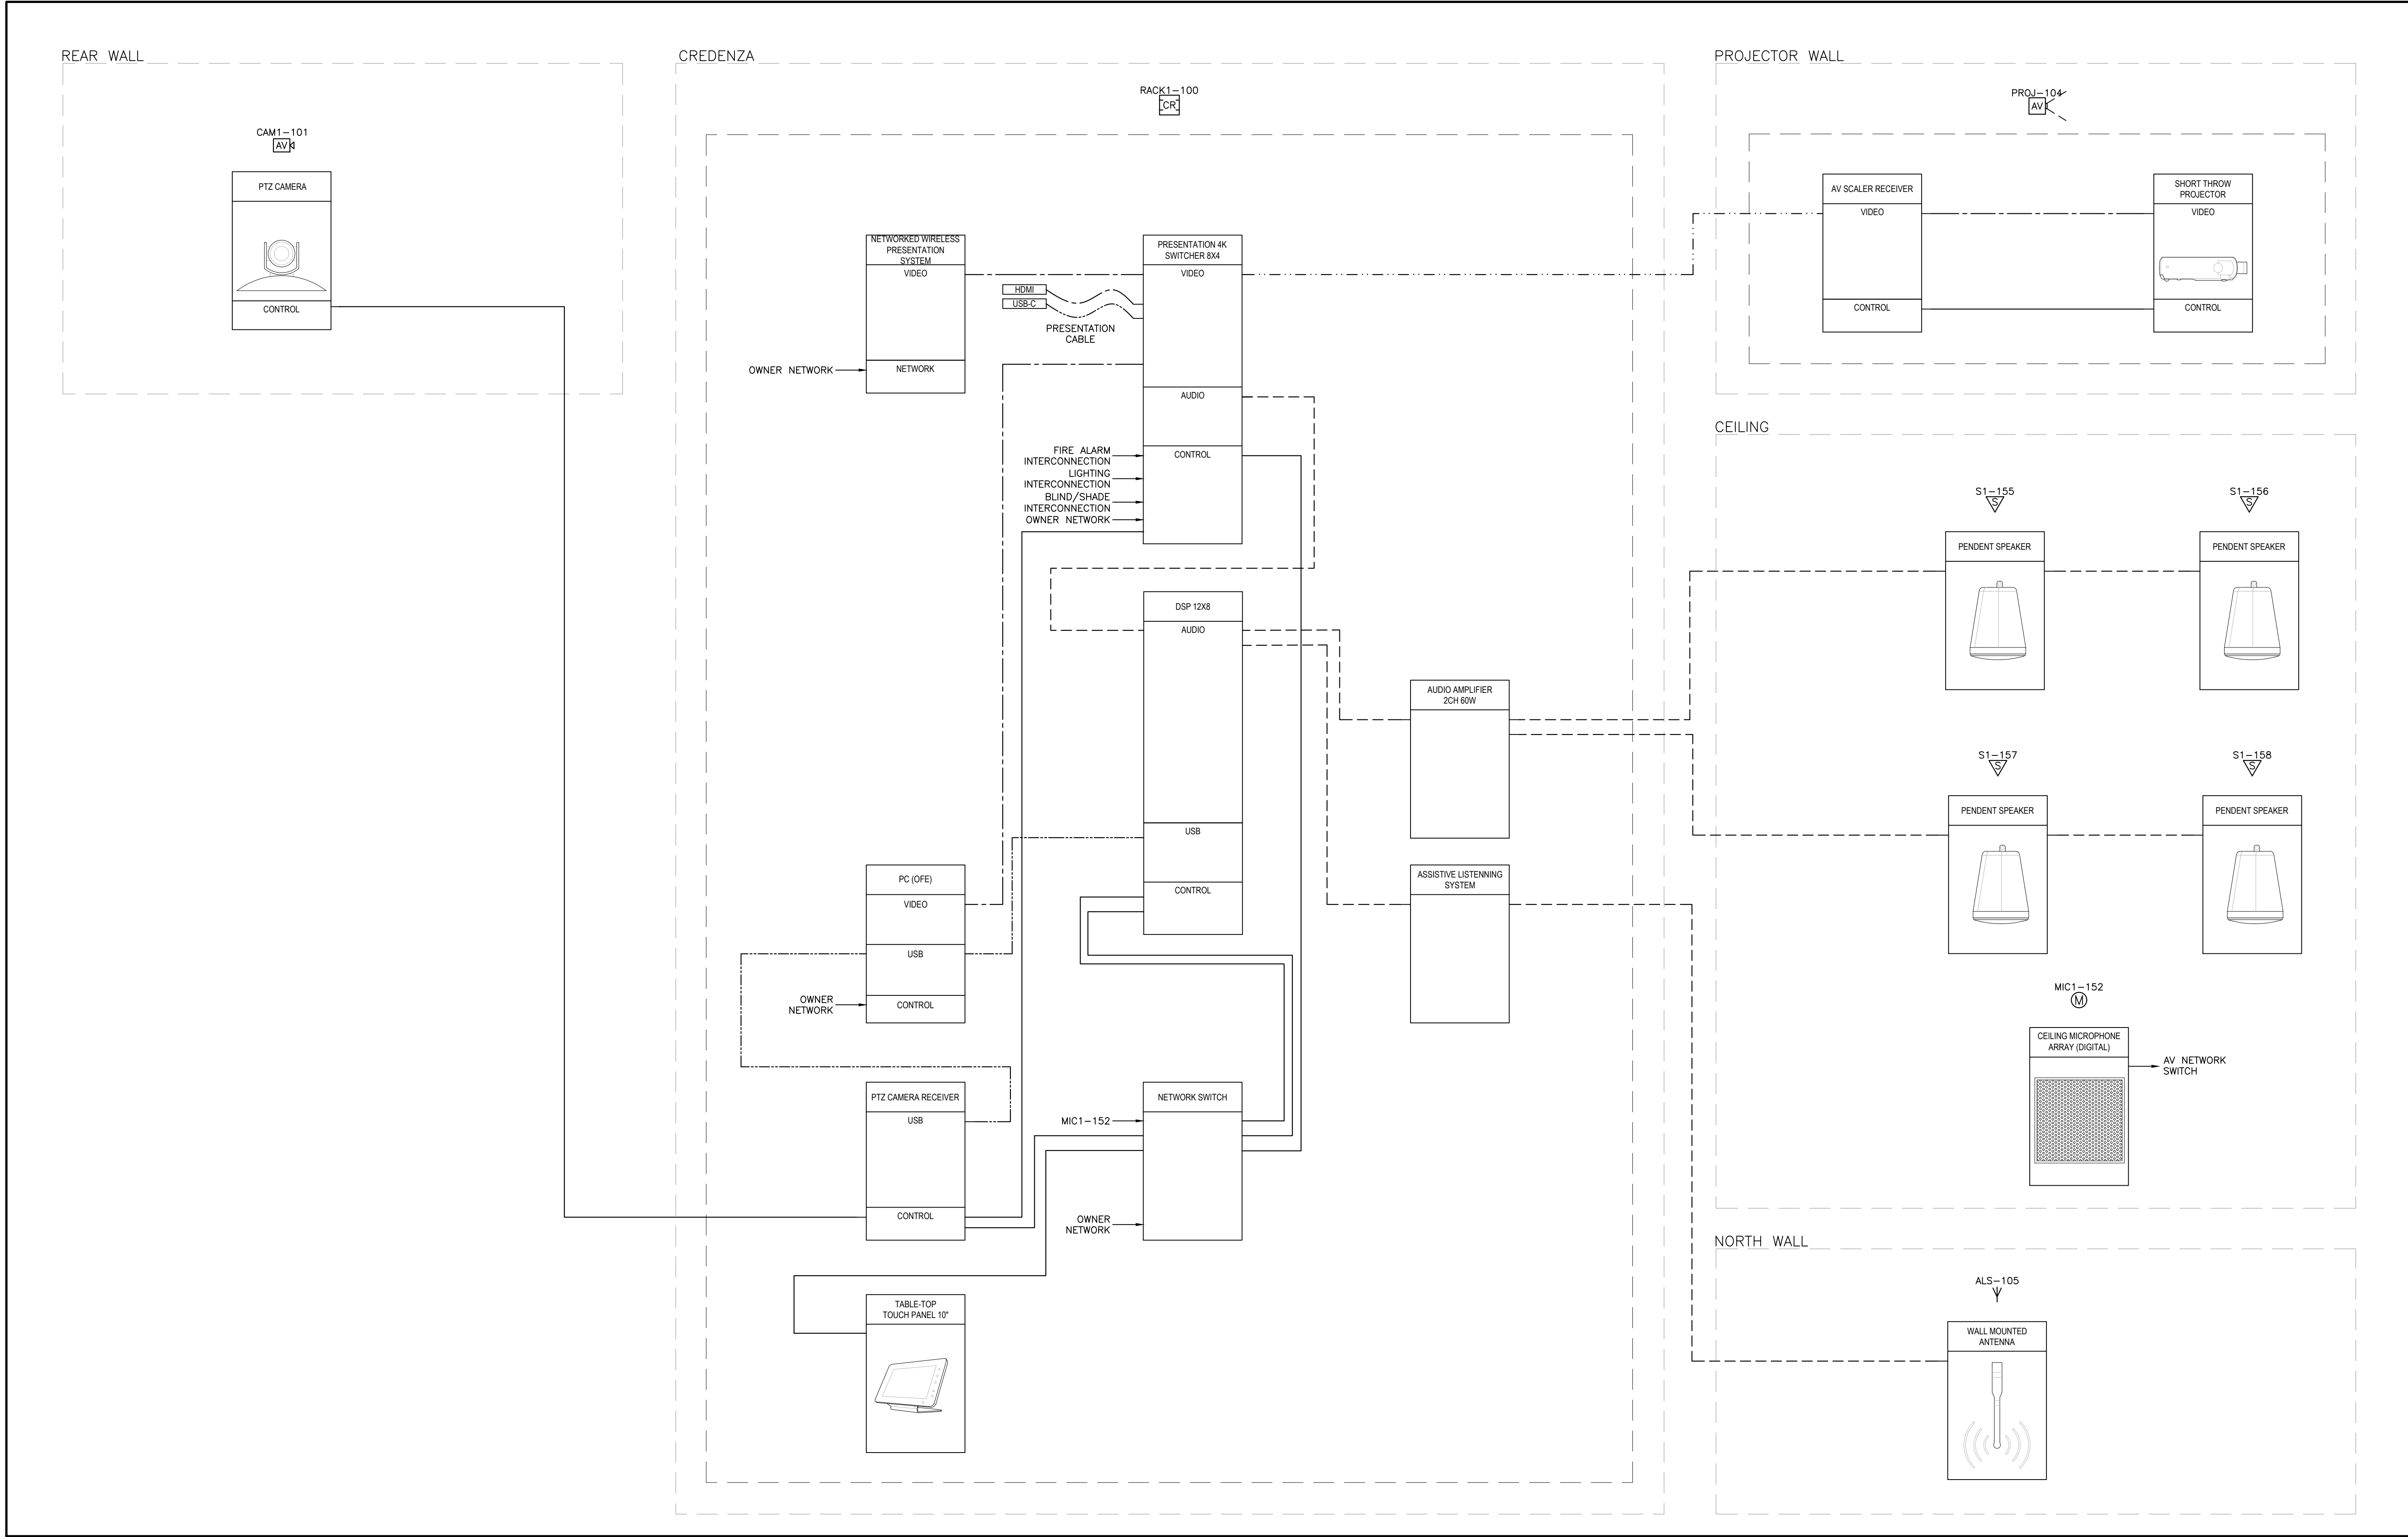 REAR WALL
CAM1-101
AV
PTZ CAMERA
CONTROL
CREDENZA
RACK1-100
CR
NETWORKED WIRELESS
PRESENTATION
SYSTEM
VIDEO
OWNER NETWORK
NETWORK
HDMI
USB-C
PRESENTATION
CABLE
PRESENTATION 4K
SWITCHER 8X4
VIDEO
AUDIO
FIRE ALARM
INTERCONNECTION
LIGHTING
INTERCONNECTION
BLIND/SHADE
INTERCONNECTION
OWNER NETWORK
CONTROL
DSP 12X8
AUDIO
USB
CONTROL
AUDIO AMPLIFIER
2CH 60W
ASSISTIVE LISTENNING
SYSTEM
PC (OFE)
VIDEO
USB
OWNER
NETWORK
CONTROL
PTZ CAMERA RECEIVER
USB
CONTROL
NETWORK SWITCH
MIC1-152
OWNER
NETWORK
TABLE-TOP
TOUCH PANEL 10"
PROJECTOR WALL
PROJ-104
AV
AV SCALER RECEIVER
VIDEO
CONTROL
SHORT THROW
PROJECTOR
VIDEO
CONTROL
CEILING
S1-155
S
PENDENT SPEAKER
S1-156
S
PENDENT SPEAKER
S1-157
S
PENDENT SPEAKER
S1-158
S
PENDENT SPEAKER
MIC1-152
M
CEILING MICROPHONE
ARRAY (DIGITAL)
AV NETWORK
SWITCH
NORTH WALL
ALS-105
WALL MOUNTED
ANTENNA